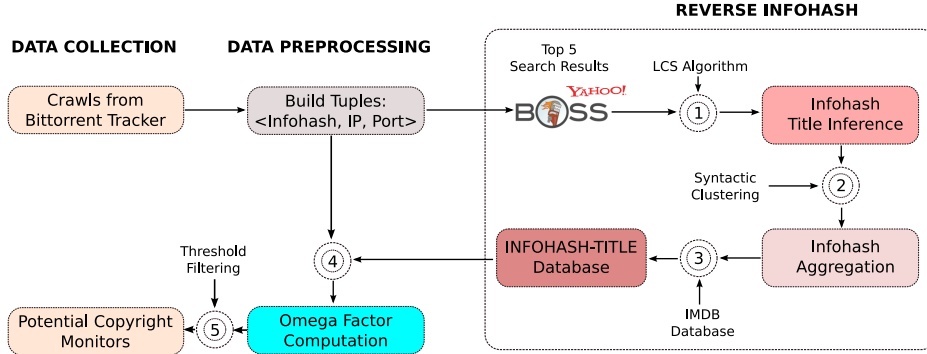 REVERSE INFOHASH
DATA COLLECTION
DATA PREPROCESSING
Top 5
Search Results
LCS Algorithm
YAHOO!
BOSS
Crawls from
Bittorrent Tracker
Build Tuples:
<Infohash, IP, Port>
1
Infohash
Title Inference
Syntactic
Clustering
2
INFOHASH-TITLE
Database
3
Infohash
Aggregation
Threshold
Filtering
4
IMDB
Database
Potential Copyright
Monitors
5
Omega Factor
Computation